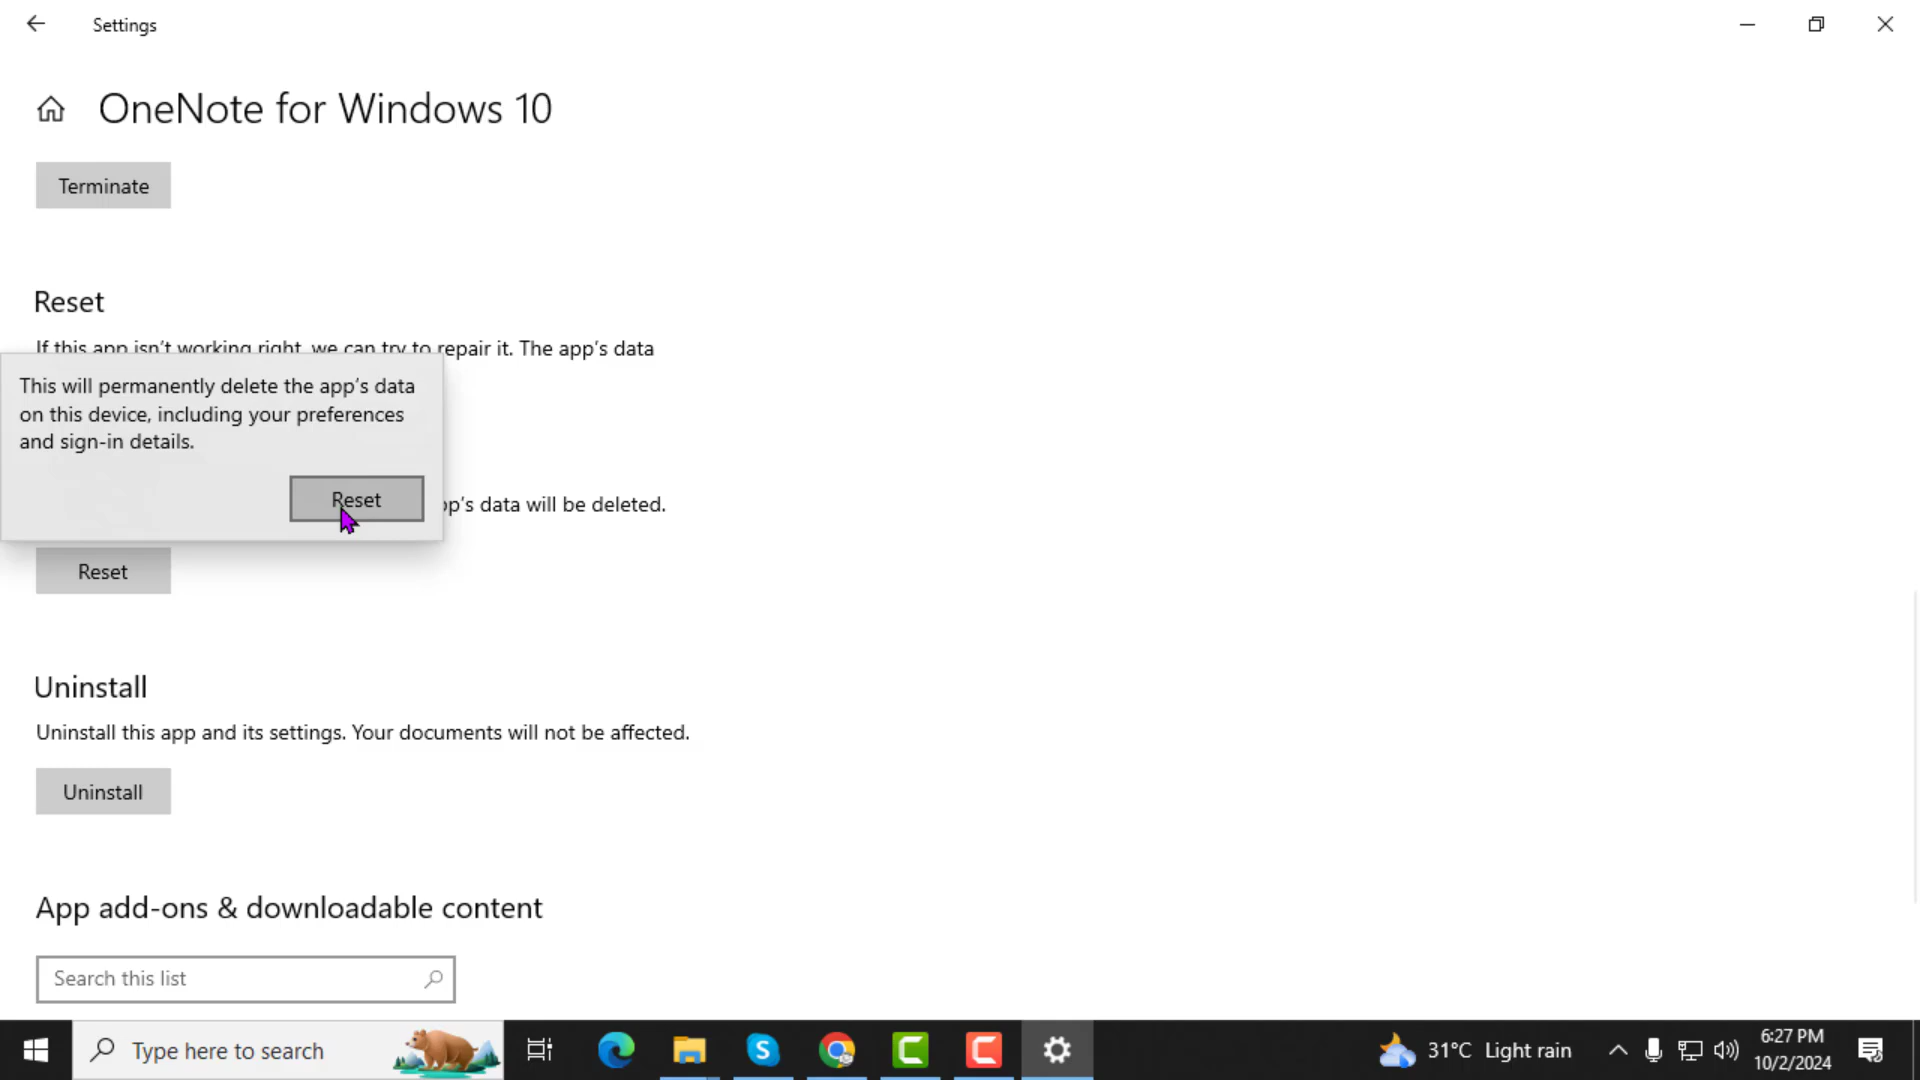 Settings
OneNote for Windows 10
Terminate
Reset
If this app isn't working right, we can try to repair it. The app's data
This will permanently delete the app's data
on this device, including your preferences
and sign-in details.
Reset
app's data will be deleted.
Reset
Uninstall
Uninstall this app and its settings. Your documents will not be affected.
Uninstall
App add-ons & downloadable content
Search this list
Type here to search
31°C Light rain
6:27 PM
10/2/2024